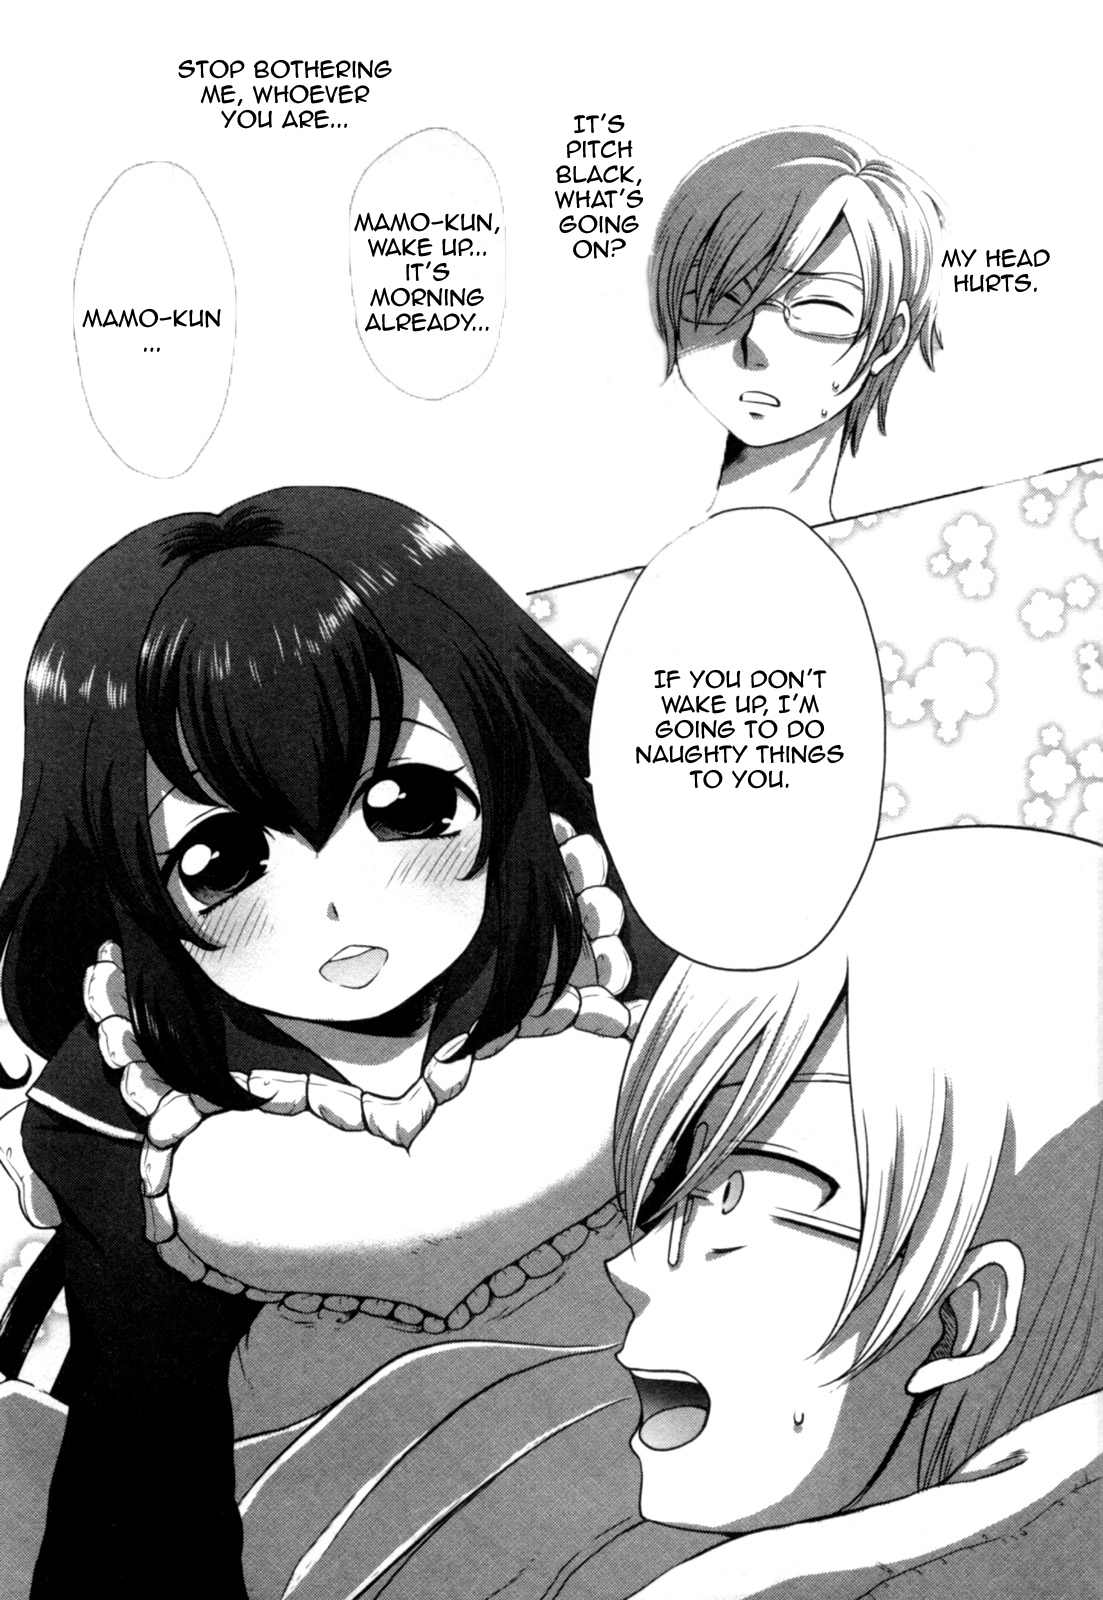 MY HEAD
HURTS.
IT'S
PITCH
BLACK,
WHAT'S
GOING
ON?
MAMO-KUN,
WAKE UP...
IT'S
MORNING
ALREADY...
STOP BOTHERING
ME, WHOEVER
YOU ARE...
MAMO-KUN
...
IF YOU DON'T
WAKE UP, I'M
GOING TO DO
NAUGHTY THINGS
TO YOU.